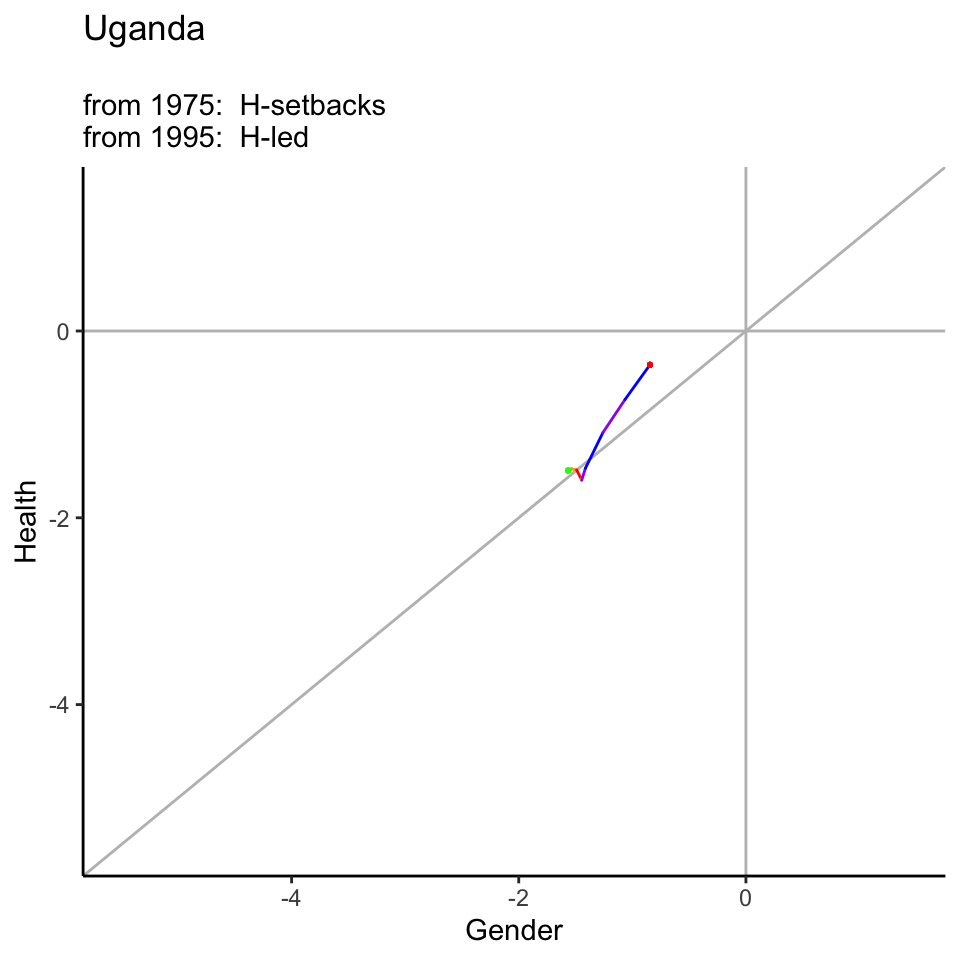 Uganda
from 1975:  H-setbacks
from 1995:  H-led
Health
0
-2
-4
-4
-2
0
Gender